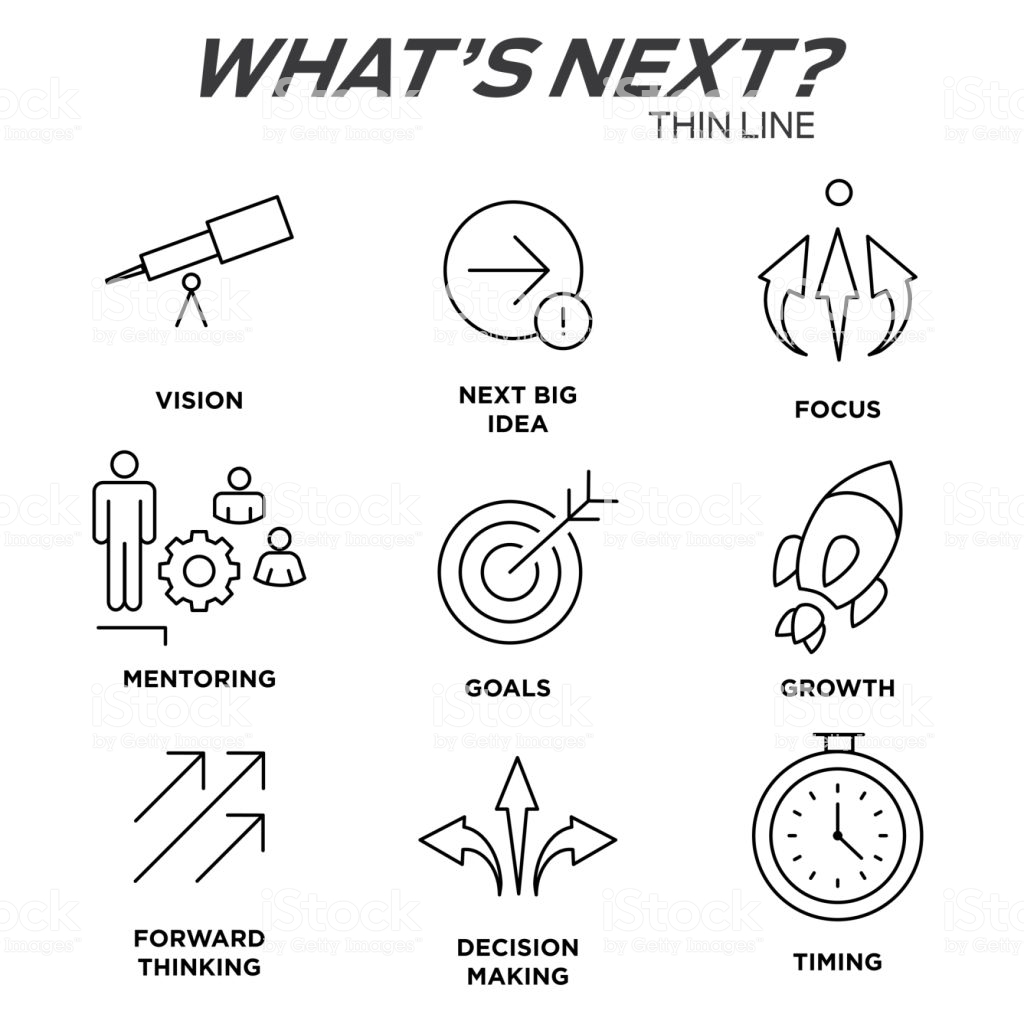 WHAT'S NEXT?
THIN LINE
VISION
NEXT BIG
IDEA
FOCUS
MENTORING
GOALS
GROWTH
FORWARD
THINKING
DECISION
MAKING
TIMING
iStock
by Getty Images™